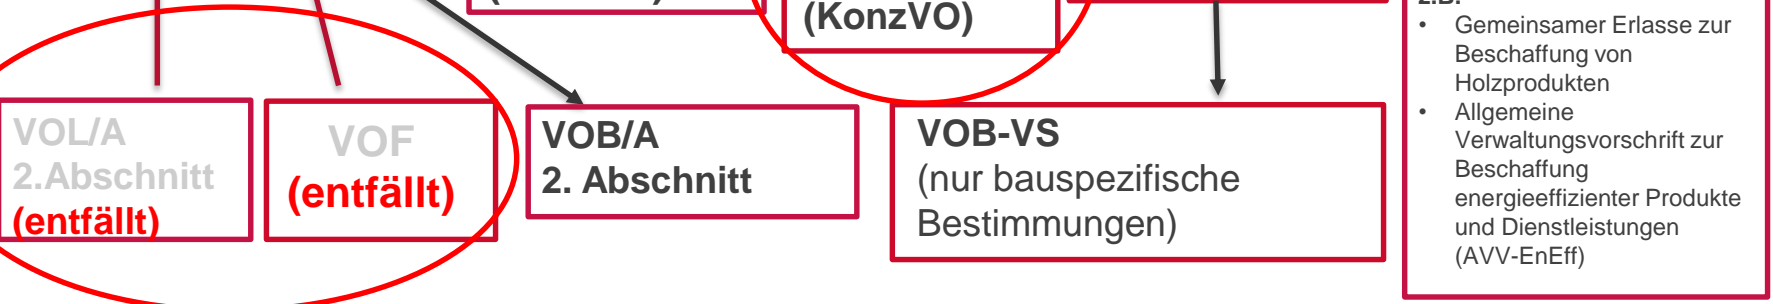 (KonzVO)
VOL/A
2.Abschnitt
(entfällt)
VOF
(entfällt)
VOB/A
2. Abschnitt
VOB-VS
(nur bauspezifische
Bestimmungen)
• Gemeinsamer Erlasse zur
Beschaffung von
Holzprodukten
• Allgemeine
Verwaltungsvorschrift zur
Beschaffung
energieeffizienter Produkte
und Dienstleistungen
(AVV-EnEff)